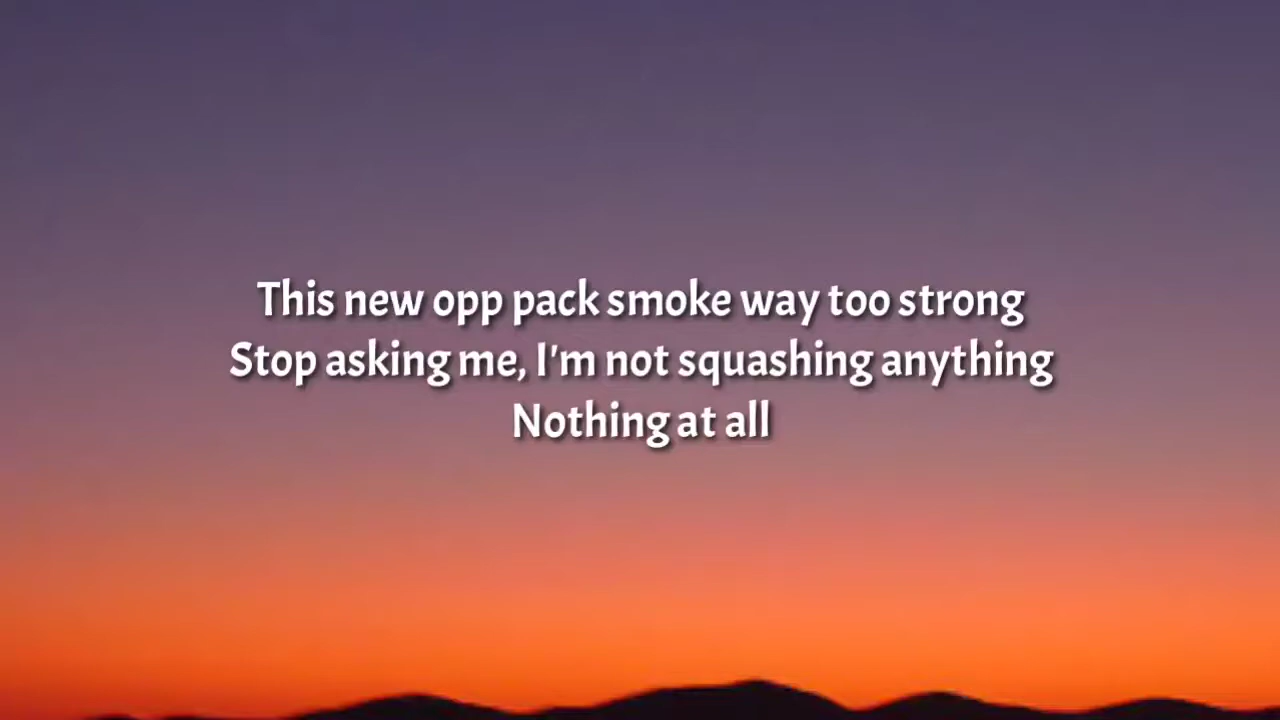 This new opp pack smoke way too strong
Stop asking me, I'm not squashing anything
Nothing at all